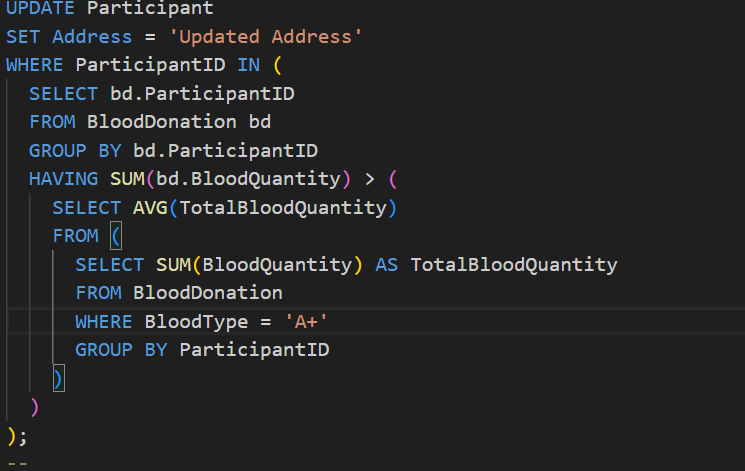 UPDATE Participant
SET Address = 'Updated Address'
WHERE ParticipantID IN (
  SELECT bd.ParticipantID
  FROM BloodDonation bd
  GROUP BY bd.ParticipantID
  HAVING SUM(bd.BloodQuantity) > (
    SELECT AVG(TotalBloodQuantity)
    FROM (
      SELECT SUM(BloodQuantity) AS TotalBloodQuantity
      FROM BloodDonation
      WHERE BloodType = 'A+'
      GROUP BY ParticipantID
    )
  )
);
--